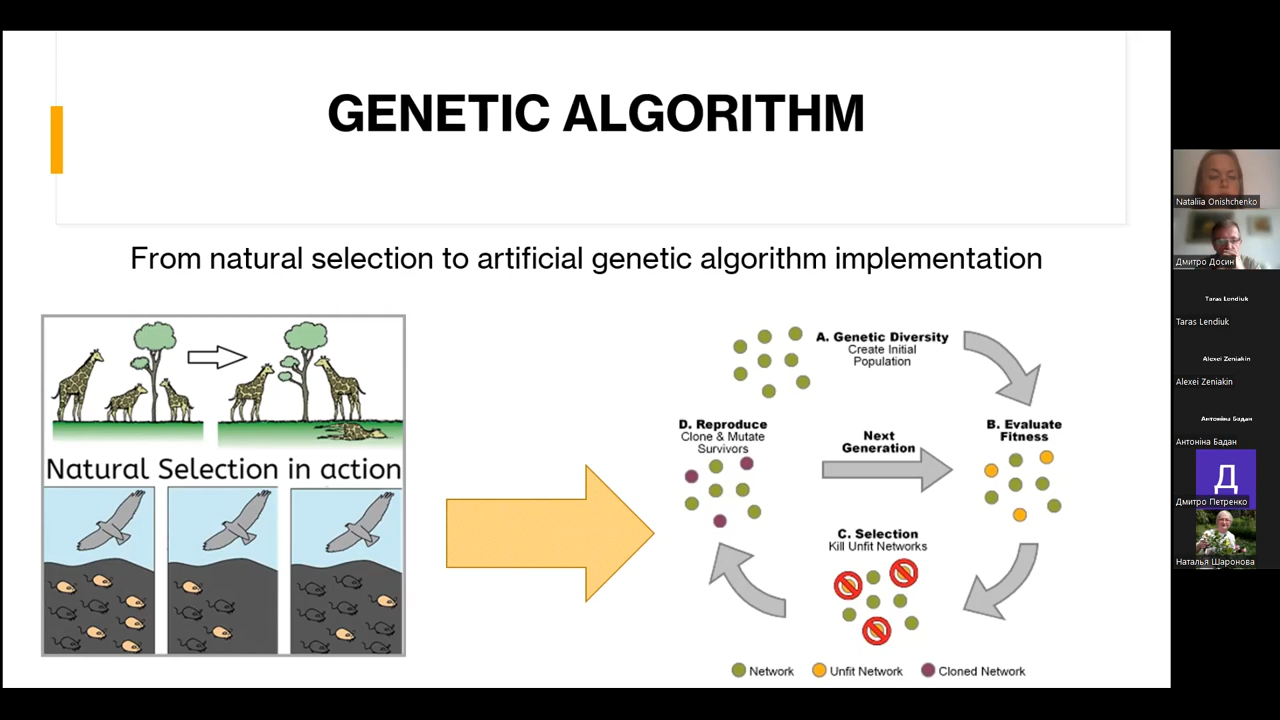 GENETIC ALGORITHM
From natural selection to artificial genetic algorithm implementation
Natural Selection in action
A. Genetic Diversity
Create Initial
Population
B. Evaluate
Fitness
Next
Generation
D. Reproduce
Clone & Mutate
Survivors
C. Selection
Kill Unfit Networks
Network
Unfit Network
Cloned Network
Nataliia Onishchenko
Дмитро Досин
Taras Lendiuk
Taras Lendiuk
Alexei Zeniakin
Alexei Zeniakin
Антоніна Бадан
Антоніна Бадан
Д
Дмитро Петренко
Наталья Шаронова